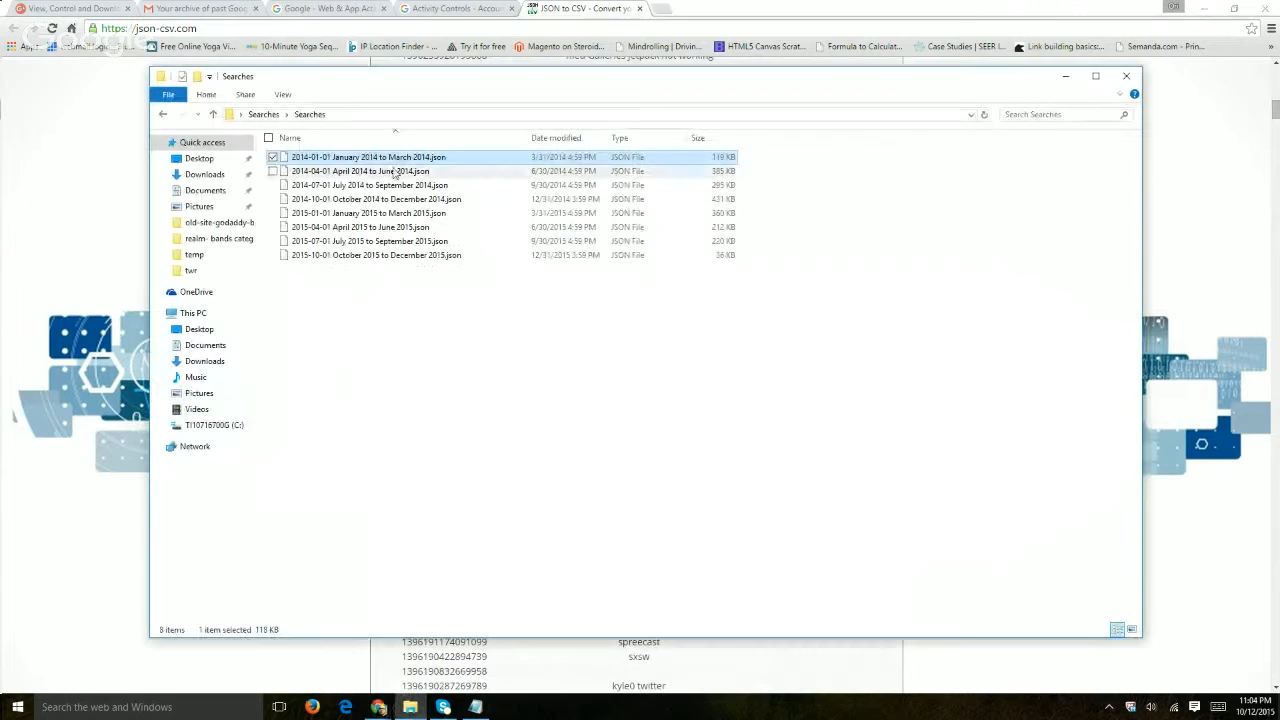 View, Control and Downlo
Your archive of past Goog
Google - Web & App Acti
Activity Controls - Accoun
JSON to CSV - Convert yo
https://json-csv.com
Free Online Yoga Vi
10-Minute Yoga Seq
IP Location Finder -
Try it for free
Magento on Steroid
Mindrolling | Drivin
HTML5 Canvas Scrat
Formula to Calculat
Case Studies | SEER I
Link building basics:
Semanda.com - Prin
Searches
File Home Share View
Searches > Searches
Search Searches
Name Date modified Type Size
Quick access
Desktop
Downloads
Documents
Pictures
old-site-godaddy-b
realm- bands categ
temp
twr
OneDrive
This PC
Desktop
Documents
Downloads
Music
Pictures
Videos
TI10716700G (C:)
Network
2014-01-01 January 2014 to March 2014.json 3/31/2014 4:59 PM JSON File 119 KB
2014-04-01 April 2014 to June 2014.json 6/30/2014 4:59 PM JSON File 385 KB
2014-07-01 July 2014 to September 2014.json 9/30/2014 4:59 PM JSON File 295 KB
2014-10-01 October 2014 to December 2014.json 12/31/2014 3:59 PM JSON File 431 KB
2015-01-01 January 2015 to March 2015.json 3/31/2015 4:59 PM JSON File 360 KB
2015-04-01 April 2015 to June 2015.json 6/30/2015 4:59 PM JSON File 212 KB
2015-07-01 July 2015 to September 2015.json 9/30/2015 4:59 PM JSON File 220 KB
2015-10-01 October 2015 to December 2015.json 12/31/2015 3:59 PM JSON File 36 KB
8 items 1 item selected 118 KB
1396191174091099 spreecast
1396190422894739 sxsw
1396190832669958
1396190287269789 kyle0 twitter
Search the web and Windows
11:04 PM
10/12/2015